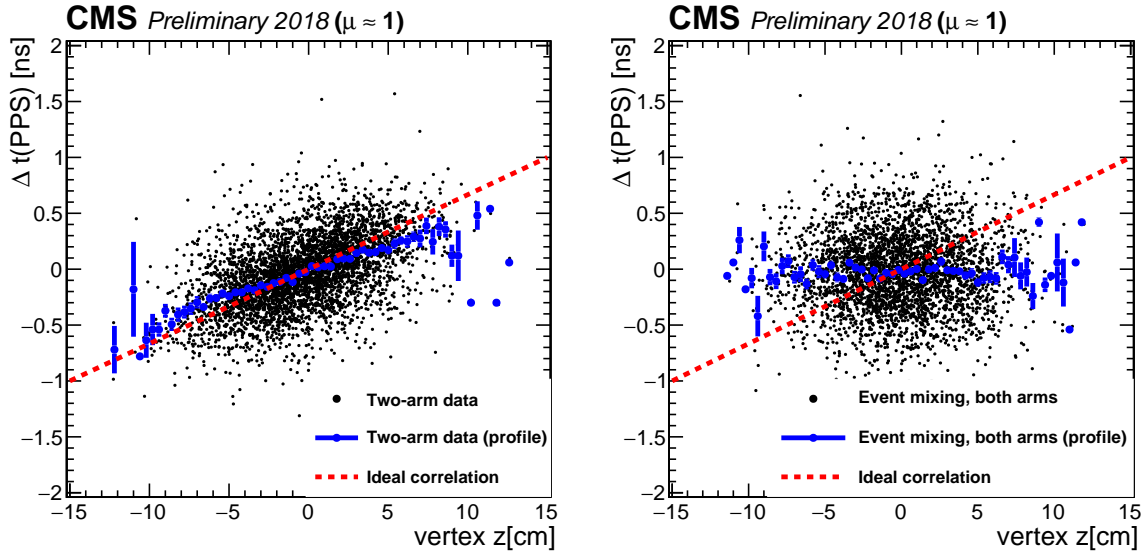 CMS Preliminary 2018 (μ ≈ 1)
Δ t(PPS) [ns]
2
1.5
1
0.5
0
−0.5
−1
−1.5
−2
Two-arm data
Two-arm data (profile)
Ideal correlation
−15 −10 −5 0 5 10 15
vertex z[cm]
CMS Preliminary 2018 (μ ≈ 1)
Δ t(PPS) [ns]
2
1.5
1
0.5
0
−0.5
−1
−1.5
−2
Event mixing, both arms
Event mixing, both arms (profile)
Ideal correlation
−15 −10 −5 0 5 10 15
vertex z[cm]